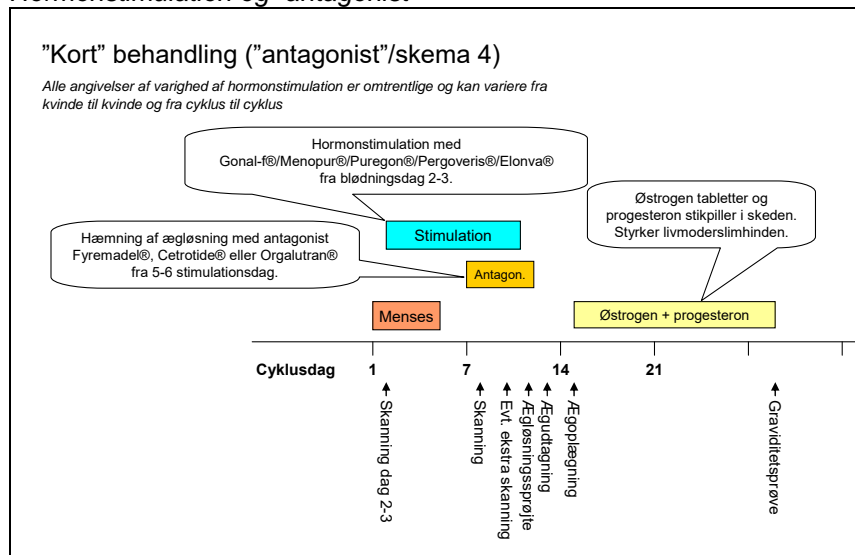 Hormonstimulation og "antagonist"
"Kort" behandling ("antagonist"/skema 4)
Alle angivelser af varighed af hormonstimulation er omtrentlige og kan variere fra
kvinde til kvinde og fra cyklus til cyklus
Hormonstimulation med
Gonal-f®/Menopur®/Puregon®/Pergoveris®/Elonva®
fra blødningsdag 2-3.
Østrogen tabletter og
progesteron stikpiller i skeden.
Styrker livmoderslimhinden.
Stimulation
Hæmning af ægløsning med antagonist
Fyremadel®, Cetrotide® eller Orgalutran®
fra 5-6 stimulationsdag.
Antagon.
Menses
Østrogen + progesteron
Cyklusdag 1 7 14 21
Skanning dag 2-3
Skanning
Evt. ekstra skanning
Ægløsningssprøjte
Ægudtagning
Ægoplægning
Graviditetsprøve